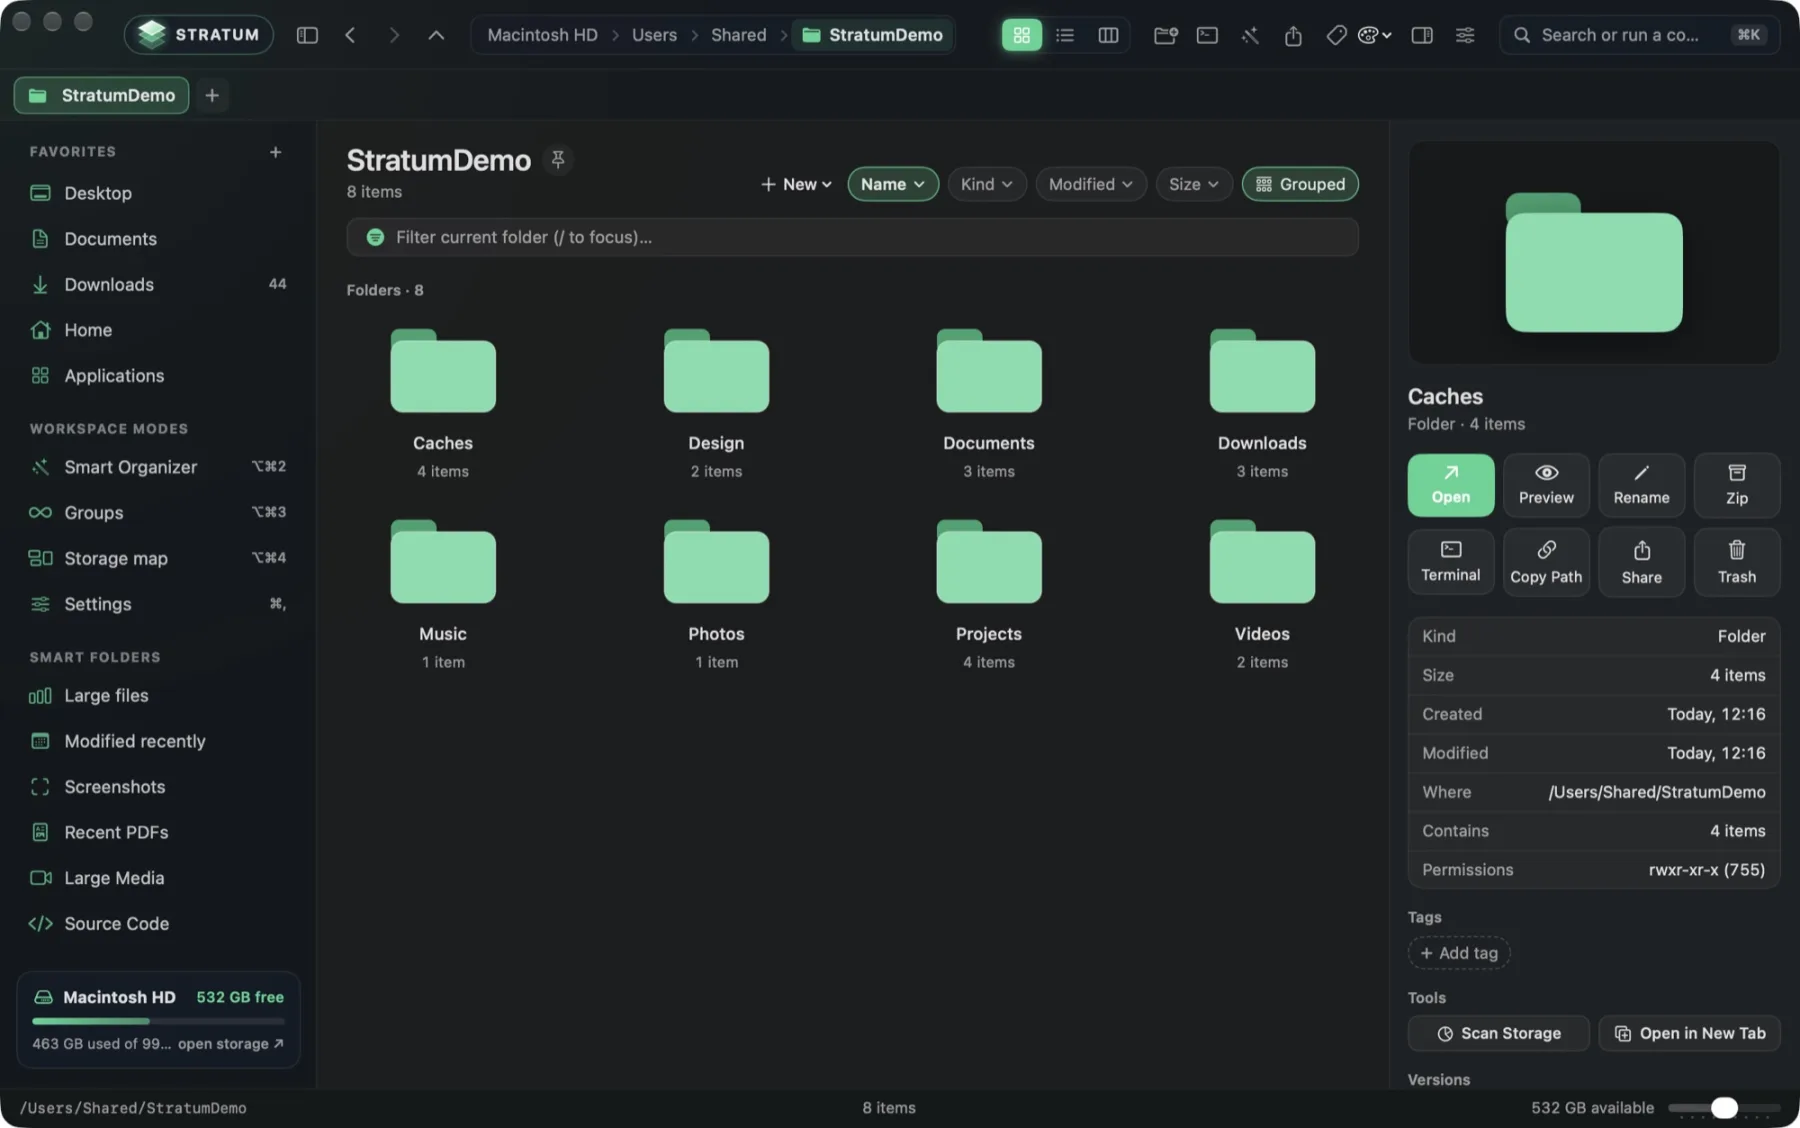 STRATUM
Macintosh HD
Users
Shared
StratumDemo
Search or run a co...
⌘K
StratumDemo
FAVORITES
Desktop
Documents
Downloads 44
Home
Applications
WORKSPACE MODES
Smart Organizer ⌥⌘2
Groups ⌥⌘3
Storage map ⌥⌘4
Settings ⌘,
SMART FOLDERS
Large files
Modified recently
Screenshots
Recent PDFs
Large Media
Source Code
Macintosh HD 532 GB free
463 GB used of 99... open storage ↗
StratumDemo
8 items
+ New
Name
Kind
Modified
Size
Grouped
Filter current folder (/ to focus)...
Folders · 8
Caches
4 items
Design
2 items
Documents
3 items
Downloads
3 items
Music
1 item
Photos
1 item
Projects
4 items
Videos
2 items
Caches
Folder · 4 items
Open
Preview
Rename
Zip
Terminal
Copy Path
Share
Trash
Kind Folder
Size 4 items
Created Today, 12:16
Modified Today, 12:16
Where /Users/Shared/StratumDemo
Contains 4 items
Permissions rwxr-xr-x (755)
Tags
+ Add tag
Tools
Scan Storage
Open in New Tab
Versions
/Users/Shared/StratumDemo
8 items
532 GB available